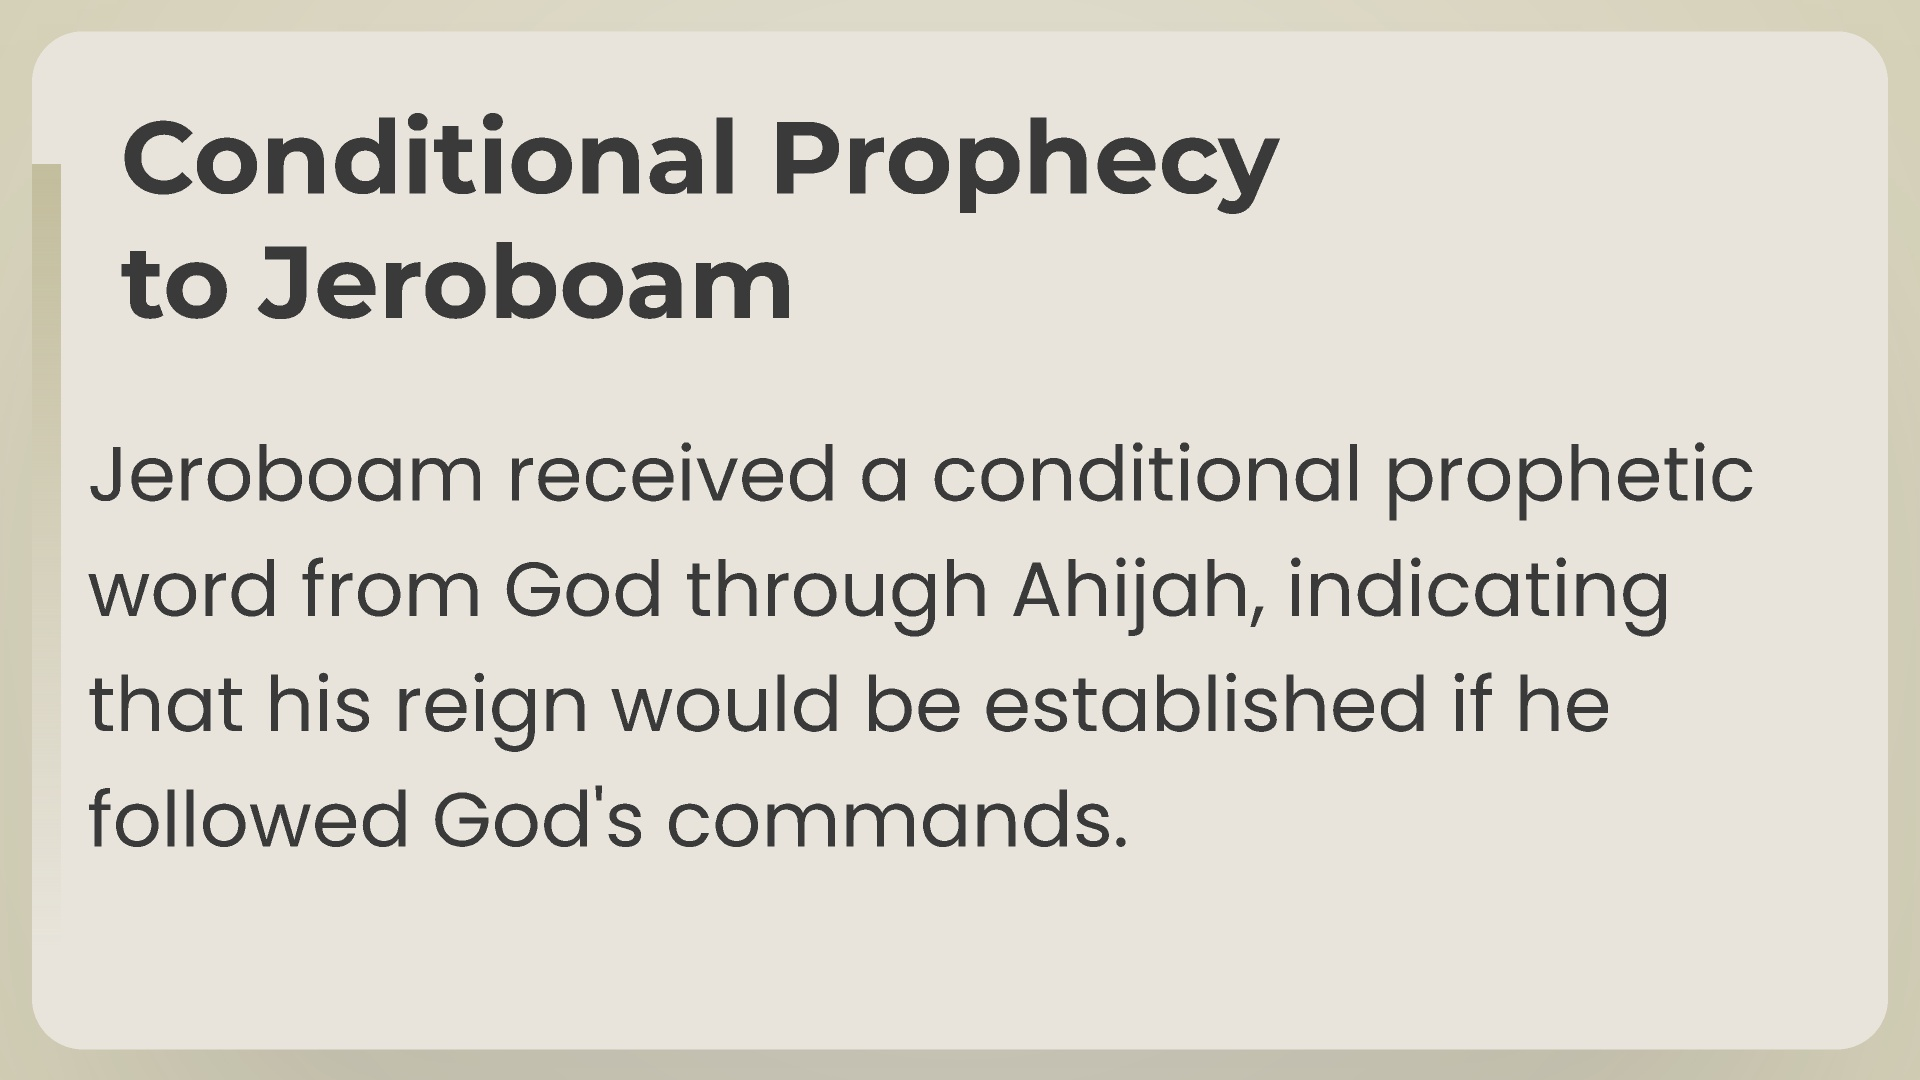 Conditional Prophecy
to Jeroboam
Jeroboam received a conditional prophetic
word from God through Ahijah, indicating
that his reign would be established if he
followed God's commands.